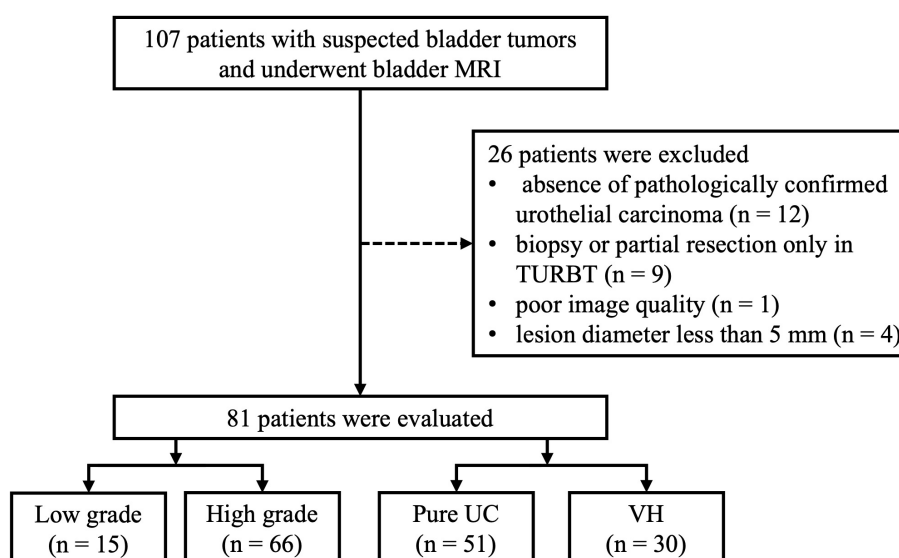 107 patients with suspected bladder tumors
and underwent bladder MRI
26 patients were excluded
• absence of pathologically confirmed
urothelial carcinoma (n = 12)
• biopsy or partial resection only in
TURBT (n = 9)
• poor image quality (n = 1)
• lesion diameter less than 5 mm (n = 4)
81 patients were evaluated
Low grade
(n = 15)
High grade
(n = 66)
Pure UC
(n = 51)
VH
(n = 30)